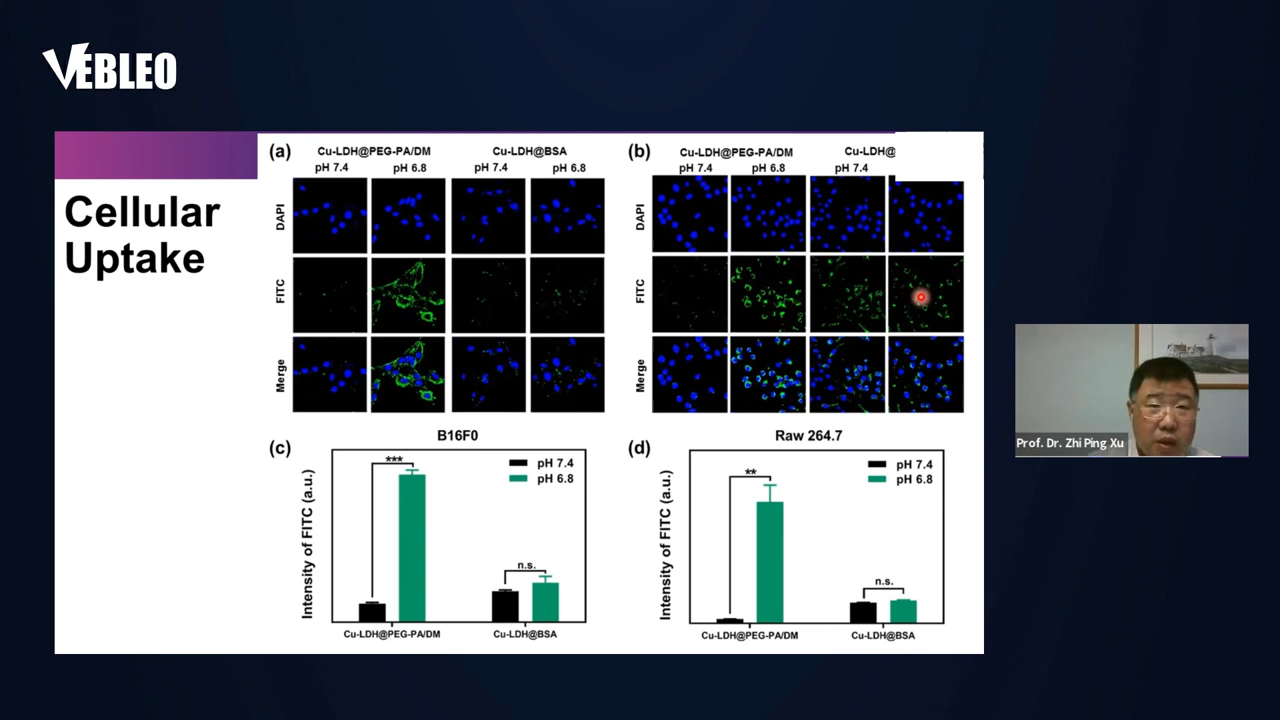 VEBLEO
Cellular
Uptake
(a)
Cu-LDH@PEG-PA/DM
Cu-LDH@BSA
pH 7.4
pH 6.8
pH 7.4
pH 6.8
DAPI
FITC
Merge
(b)
Cu-LDH@PEG-PA/DM
Cu-LDH@
pH 7.4
pH 6.8
pH 7.4
DAPI
FITC
Merge
(c)
B16F0
Intensity of FITC (a.u.)
***
n.s.
pH 7.4
pH 6.8
Cu-LDH@PEG-PA/DM
Cu-LDH@BSA
(d)
Raw 264.7
Intensity of FITC (a.u.)
**
n.s.
pH 7.4
pH 6.8
Cu-LDH@PEG-PA/DM
Cu-LDH@BSA
Prof. Dr. Zhi Ping Xu